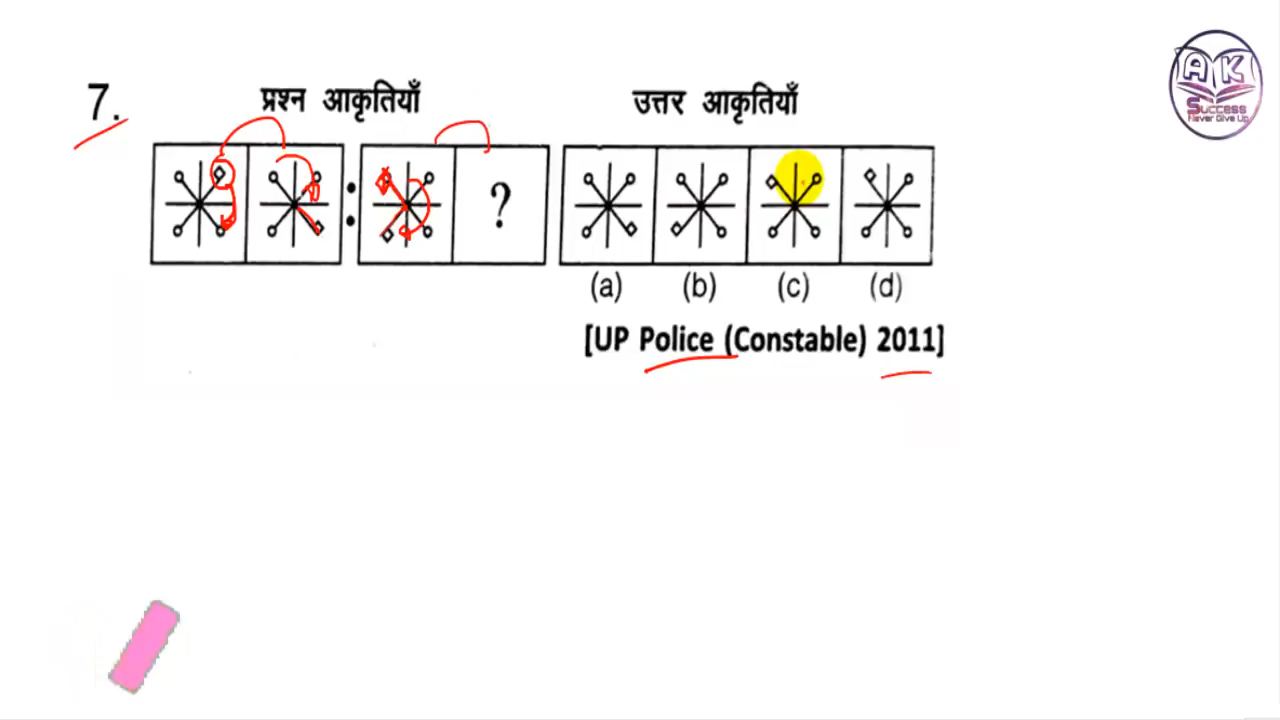 AK
Success
Never Give Up
7.
प्रश्न आकृतियाँ
उत्तर आकृतियाँ
: ?
(a) (b) (c) (d)
[UP Police (Constable) 2011]